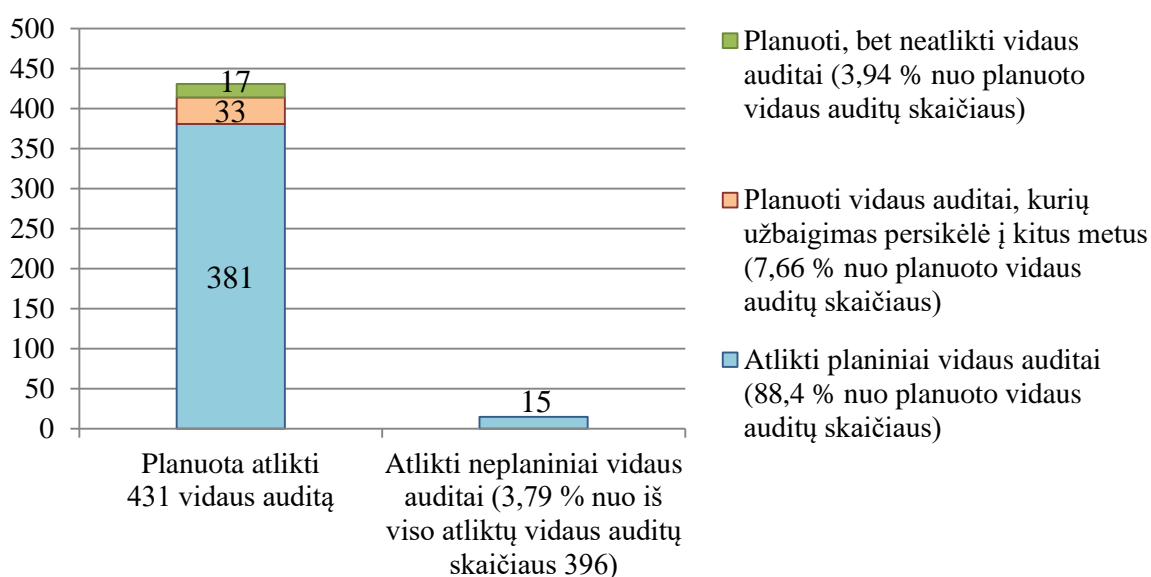 500
450
400
350
300
250
200
150
100
50
0
17
33
381
15
Planuota atlikti
431 vidaus auditą
Atlikti neplaniniai vidaus
auditai (3,79 % nuo iš
viso atliktų vidaus auditų
skaičiaus 396)
Planuoti, bet neatlikti vidaus
auditai (3,94 % nuo planuoto
vidaus auditų skaičiaus)
Planuoti vidaus auditai, kurių
užbaigimas persikėlė į kitus metus
(7,66 % nuo planuoto vidaus
auditų skaičiaus)
Atlikti planiniai vidaus auditai
(88,4 % nuo planuoto vidaus
auditų skaičiaus)